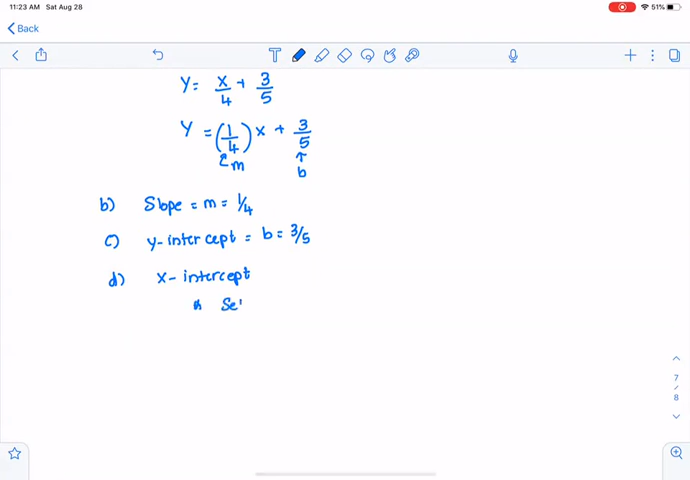 11:23 AM Sat Aug 28
51%
Back
T
Y = x/4 + 3/5
Y = (1/4) x + 3/5
↑ m ↑ b
b) Slope = m = 1/4
c) y-intercept = b = 3/5
d) x-intercept
7
/
8